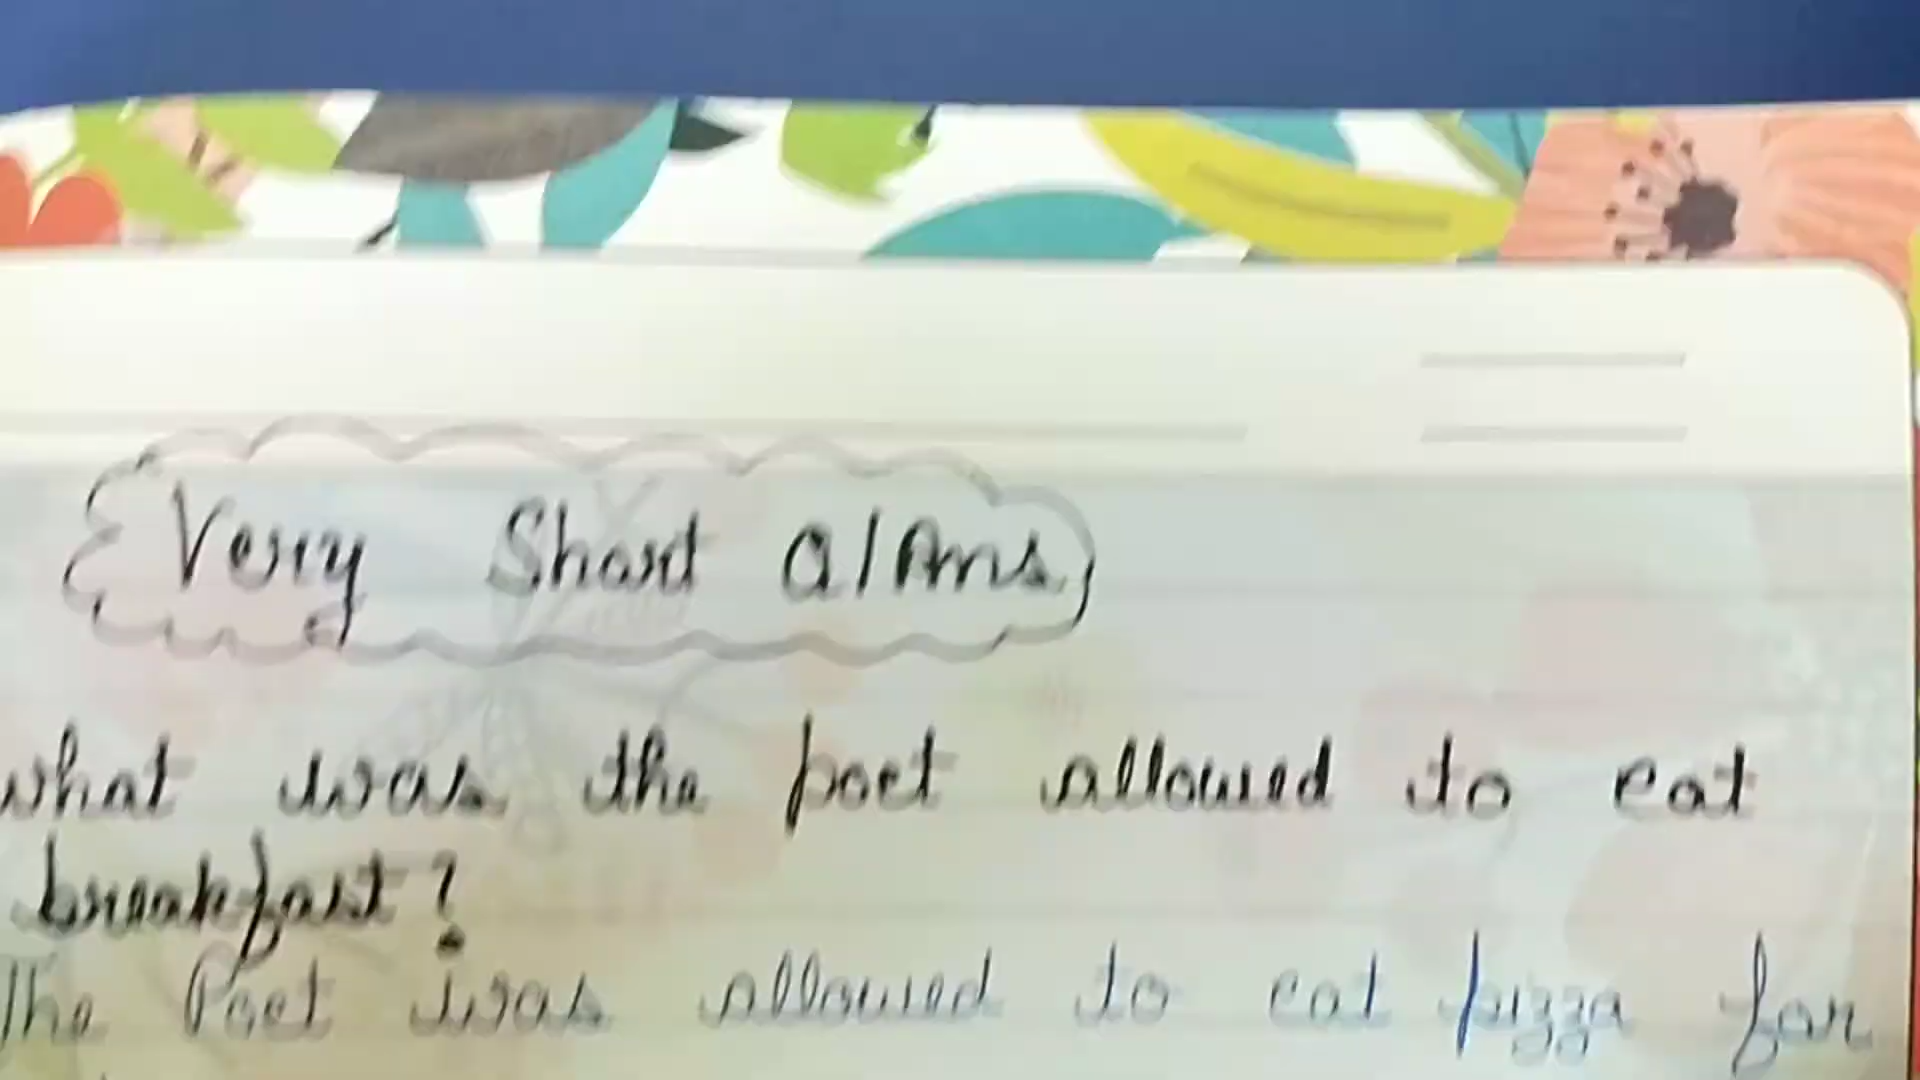 Very Short Q/Ans
what was the poet allowed to eat
breakfast?
The Poet was allowed to eat pizza for